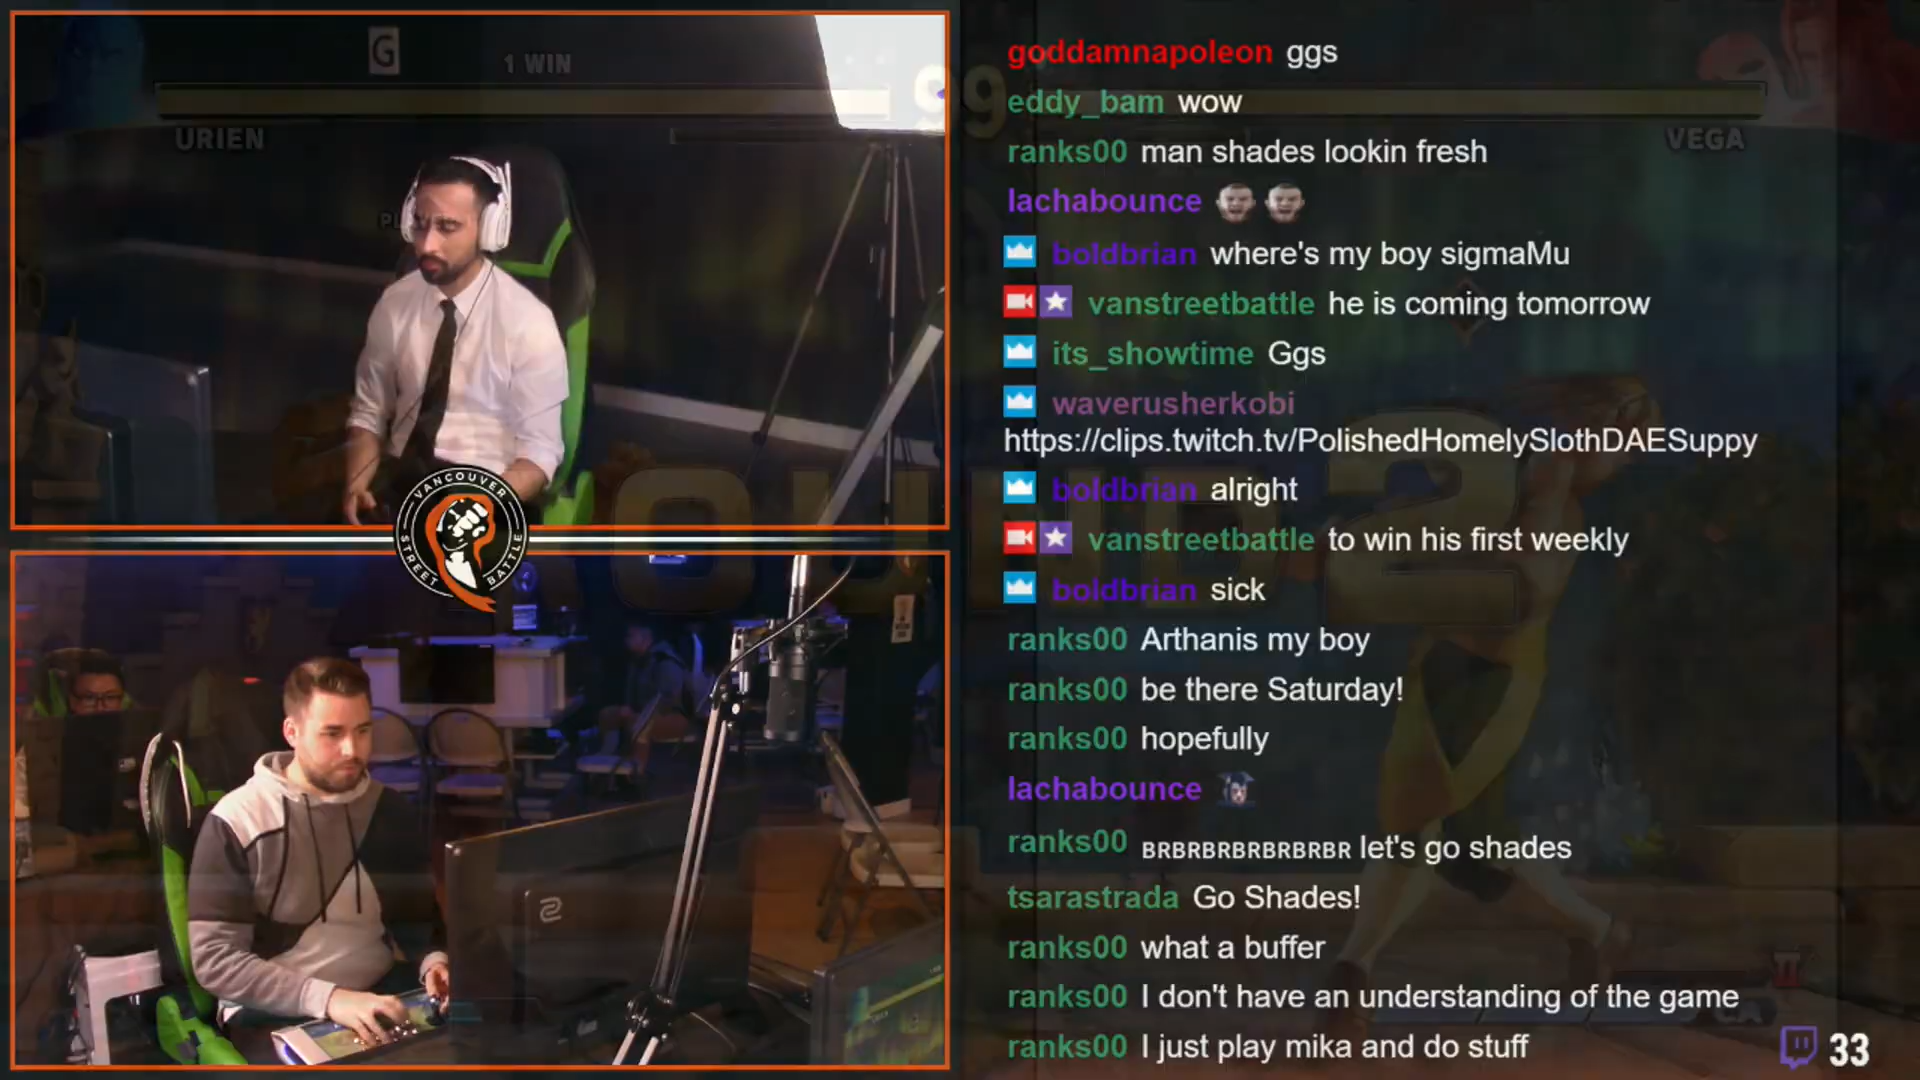 G
1 WIN
URIEN
VEGA
VANCOUVER
STREET
BATTLE
goddamnapoleon ggs
eddy_bam wow
ranks00 man shades lookin fresh
lachabounce
boldbrian where's my boy sigmaMu
vanstreetbattle he is coming tomorrow
its_showtime Ggs
waverusherkobi
https://clips.twitch.tv/PolishedHomelySlothDAESuppy
boldbrian alright
vanstreetbattle to win his first weekly
boldbrian sick
ranks00 Arthanis my boy
ranks00 be there Saturday!
ranks00 hopefully
lachabounce
ranks00 BRBRBRBRBRBRBR let's go shades
tsarastrada Go Shades!
ranks00 what a buffer
ranks00 I don't have an understanding of the game
ranks00 I just play mika and do stuff
33